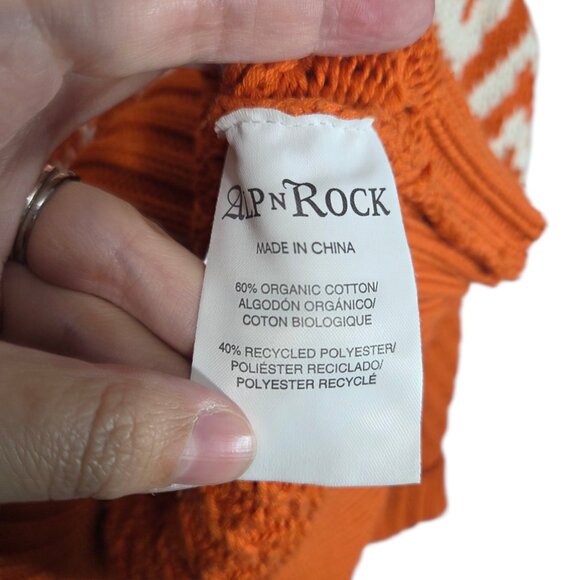 ALP N ROCK
MADE IN CHINA
60% ORGANIC COTTON/
ALGODÓN ORGÁNICO/
COTON BIOLOGIQUE
40% RECYCLED POLYESTER/
POLIÉSTER RECICLADO/
POLYESTER RECYCLÉ